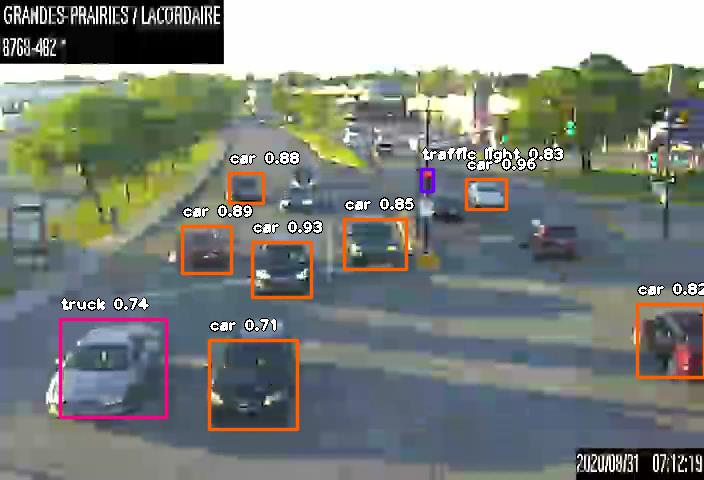 GRANDES-PRAIRIES / LACORDAIRE
8768-482 *
traffic light 0.83
car 0.88
car 0.96
car 0.89
car 0.85
car 0.93
car 0.82
truck 0.74
car 0.71
2020/08/31 07:12:19